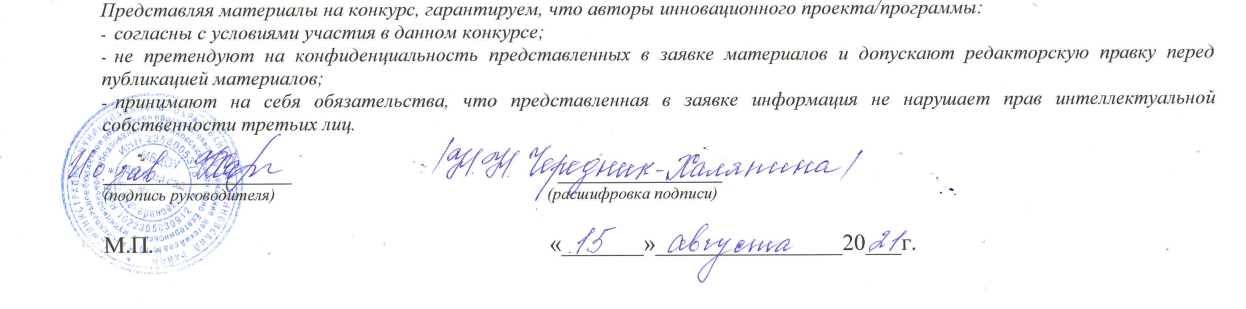 Представляя материалы на конкурс, гарантируем, что авторы инновационного проекта/программы:
- согласны с условиями участия в данном конкурсе;
- не претендуют на конфиденциальность представленных в заявке материалов и допускают редакторскую правку перед
публикацией материалов;
- принимают на себя обязательства, что представленная в заявке информация не нарушает прав интеллектуальной
собственности третьих лиц.
И.о. зав /Н. Н. Чередник-Халянина/
(подпись руководителя) (расшифровка подписи)
М.П. «15» августа 2021г.